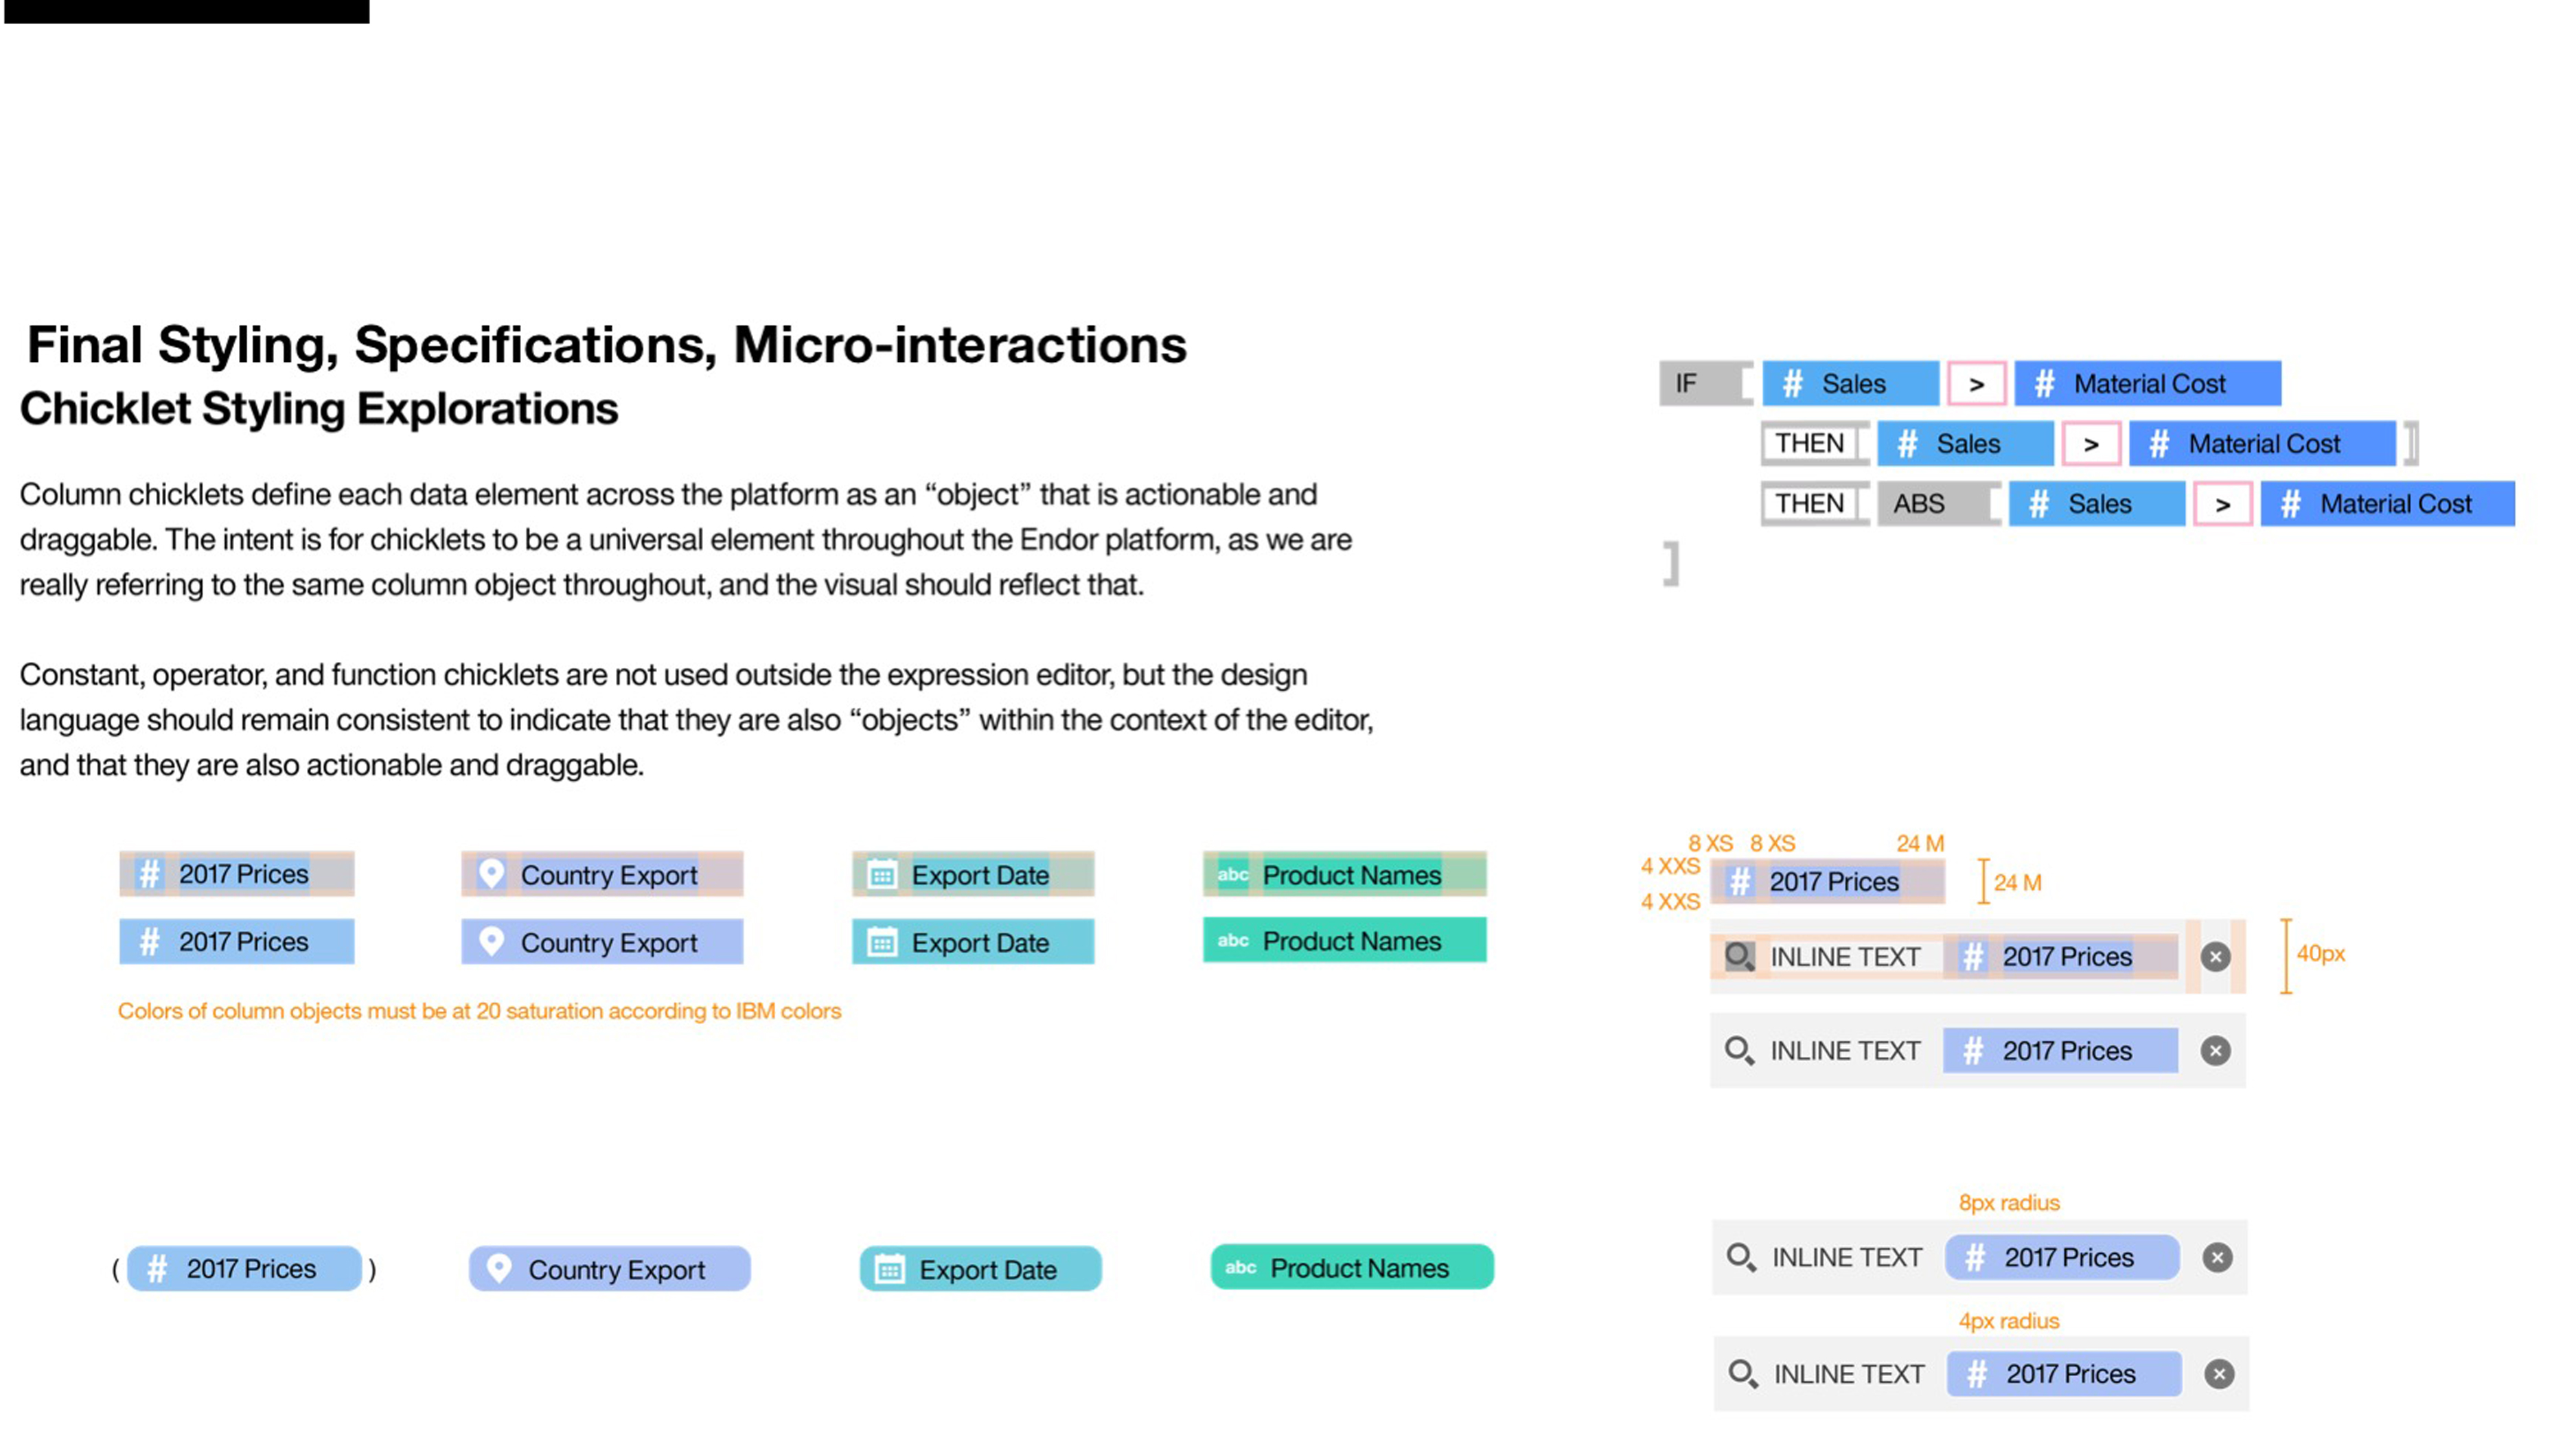 Final Styling, Specifications, Micro-interactions
Chicklet Styling Explorations
Column chicklets define each data element across the platform as an “object” that is actionable and
draggable. The intent is for chicklets to be a universal element throughout the Endor platform, as we are
really referring to the same column object throughout, and the visual should reflect that.
Constant, operator, and function chicklets are not used outside the expression editor, but the design
language should remain consistent to indicate that they are also “objects” within the context of the editor,
and that they are also actionable and draggable.
IF [ # Sales > # Material Cost
THEN [ # Sales > # Material Cost ]
THEN [ ABS [ # Sales > # Material Cost
]
# 2017 Prices
Country Export
Export Date
abc Product Names
# 2017 Prices
Country Export
Export Date
abc Product Names
Colors of column objects must be at 20 saturation according to IBM colors
8 XS 8 XS 24 M
4 XXS
# 2017 Prices
24 M
4 XXS
INLINE TEXT # 2017 Prices
40px
INLINE TEXT # 2017 Prices
( # 2017 Prices )
Country Export
Export Date
abc Product Names
8px radius
INLINE TEXT # 2017 Prices
4px radius
INLINE TEXT # 2017 Prices